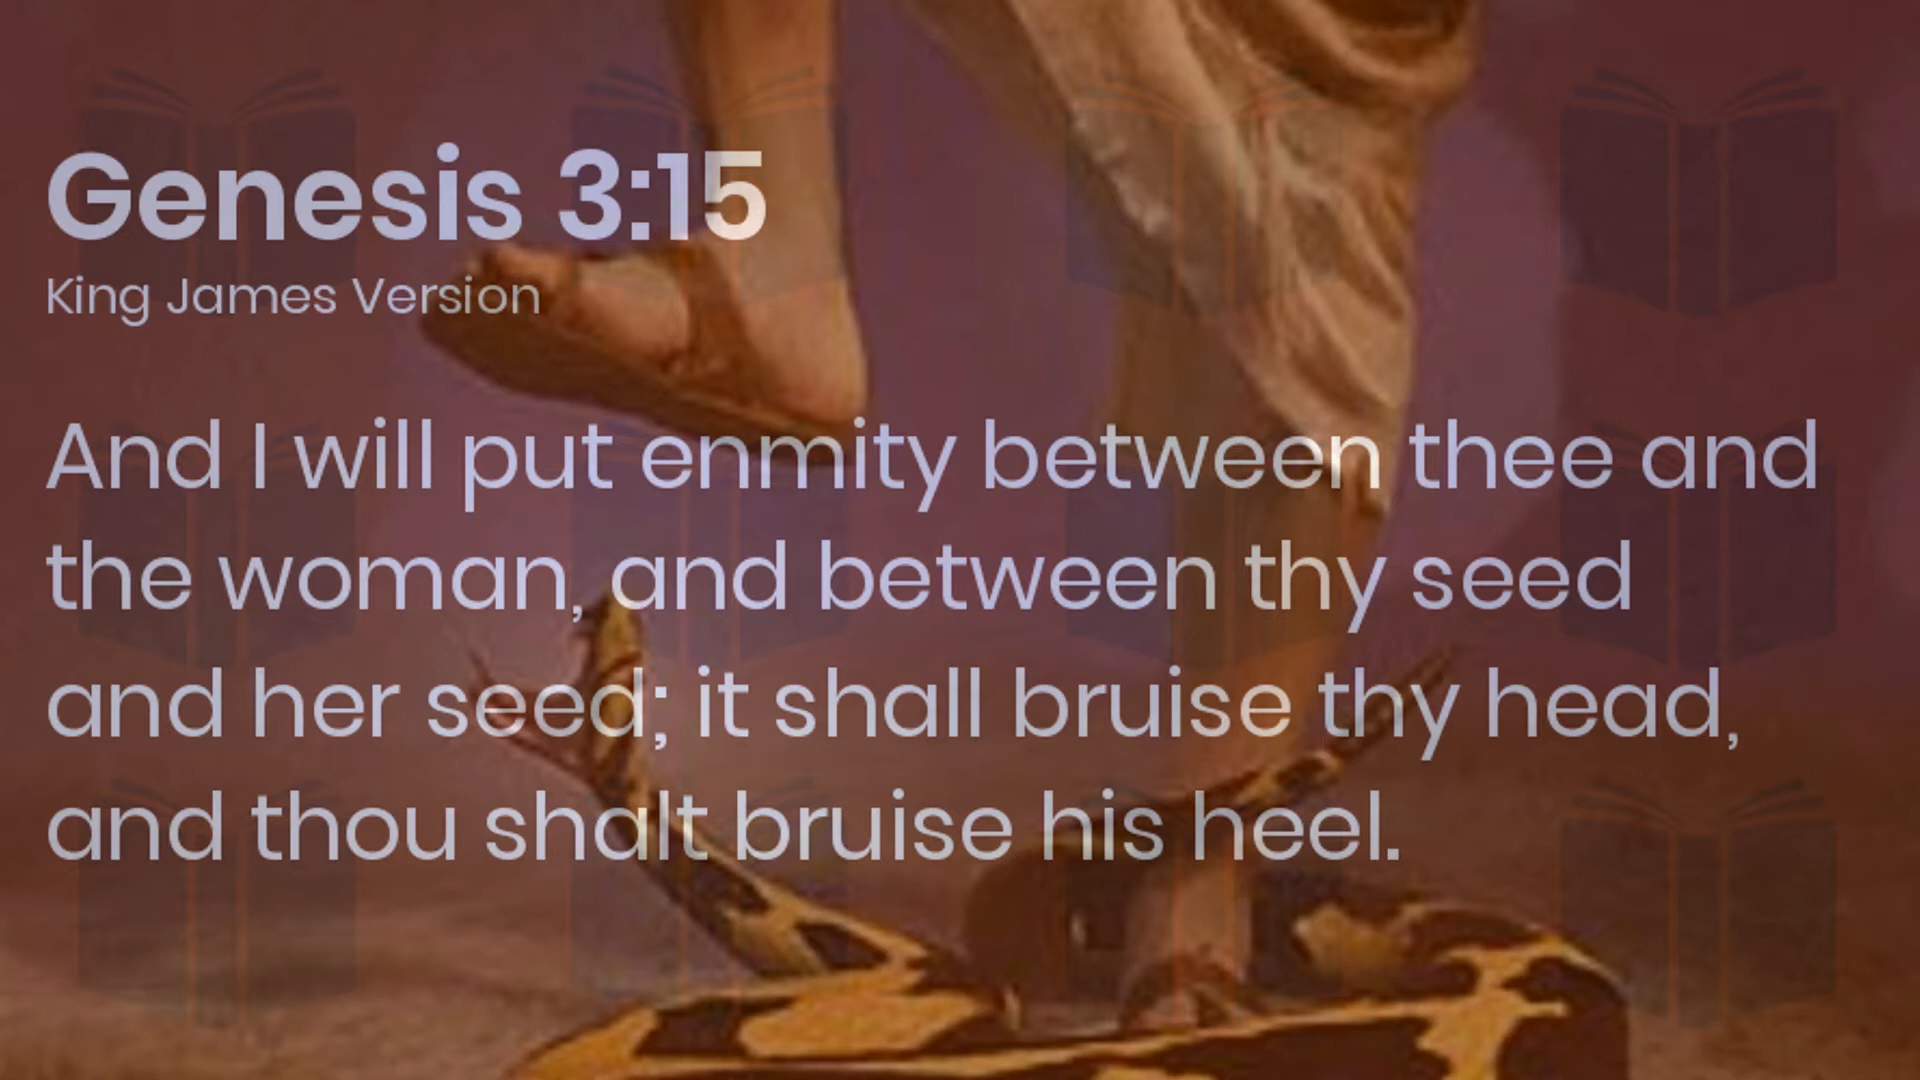 Genesis 3:15
King James Version
And I will put enmity between thee and
the woman, and between thy seed
and her seed; it shall bruise thy head,
and thou shalt bruise his heel.